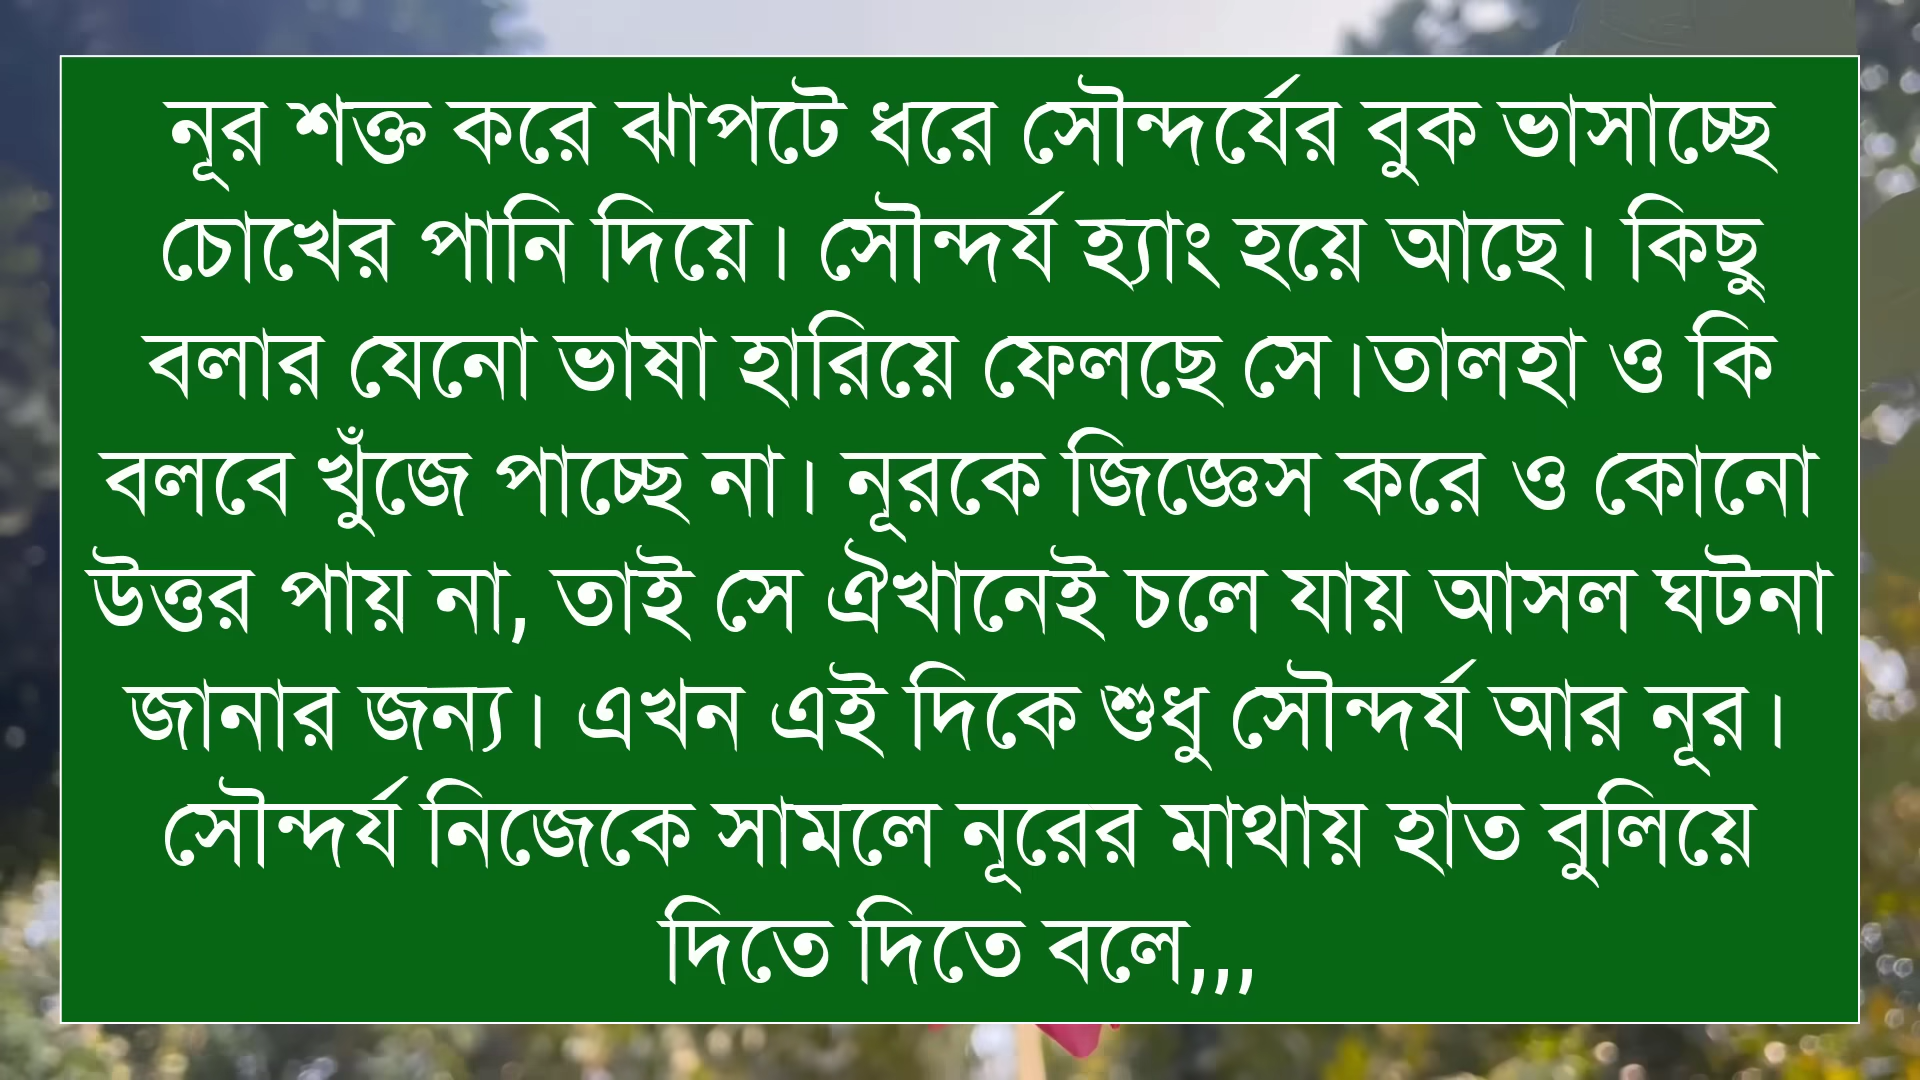 নূর শক্ত করে ঝাপটে ধরে সৌন্দর্যের বুক ভাসাচ্ছে
চোখের পানি দিয়ে। সৌন্দর্য হ্যাং হয়ে আছে। কিছু
বলার যেনো ভাষা হারিয়ে ফেলছে সে।তালহা ও কি
বলবে খুঁজে পাচ্ছে না। নূরকে জিজ্ঞেস করে ও কোনো
উত্তর পায় না, তাই সে ঐখানেই চলে যায় আসল ঘটনা
জানার জন্য। এখন এই দিকে শুধু সৌন্দর্য আর নূর।
সৌন্দর্য নিজেকে সামলে নূরের মাথায় হাত বুলিয়ে
দিতে দিতে বলে,,,